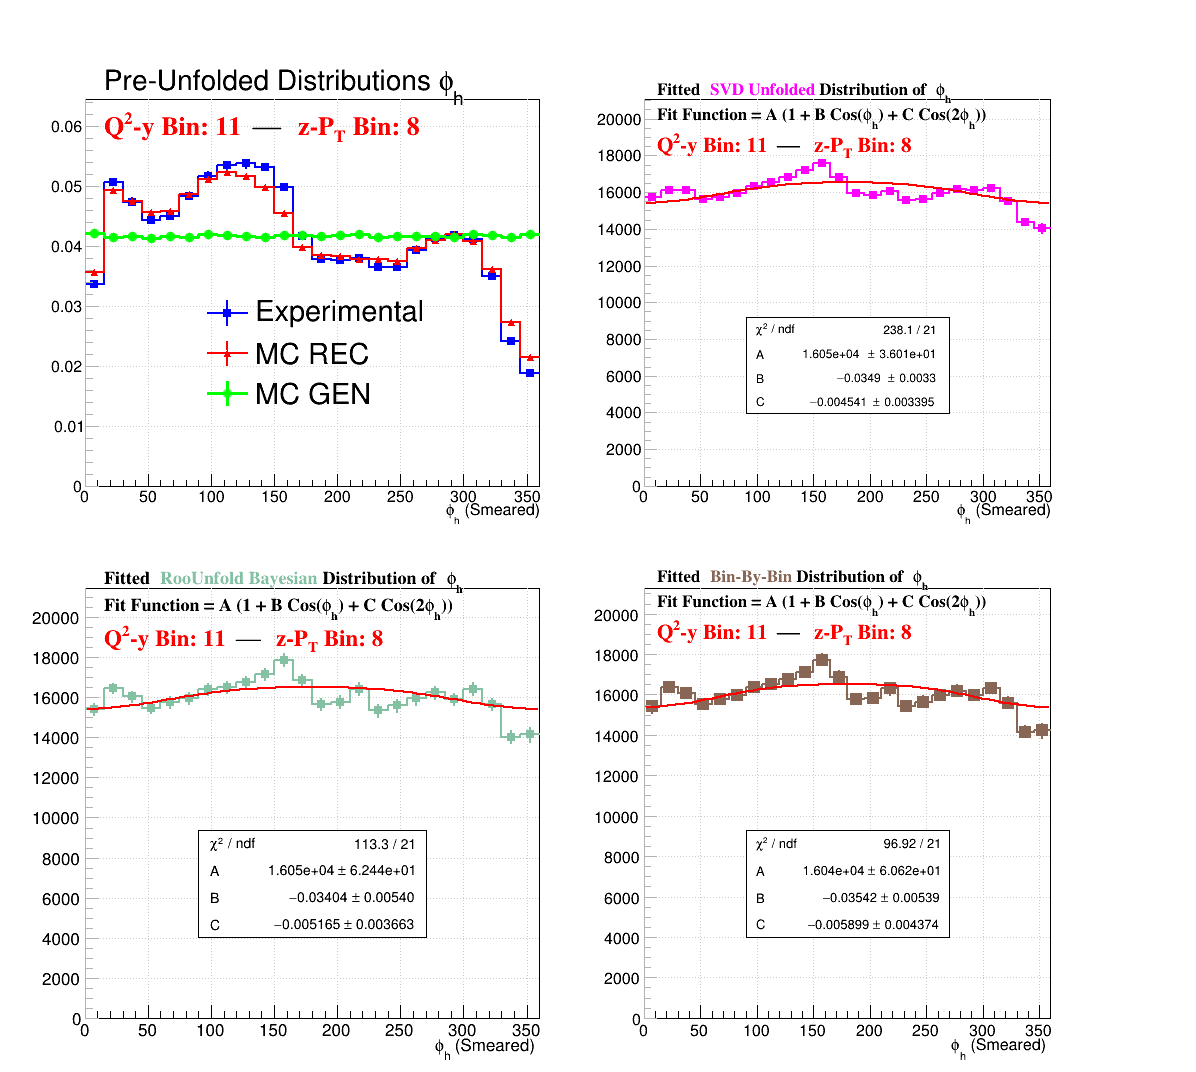 Pre-Unfolded Distributions ϕh
Q2-y Bin: 11 — z-PT Bin: 8
0.06
0.05
0.04
0.03
0.02
0.01
0
Experimental
MC REC
MC GEN
0 50 100 150 200 250 300 350
ϕh (Smeared)
Fitted SVD Unfolded Distribution of ϕh
Fit Function = A (1 + B Cos(ϕh) + C Cos(2ϕh))
Q2-y Bin: 11 — z-PT Bin: 8
20000
18000
16000
14000
12000
10000
8000
6000
4000
2000
0
χ2 / ndf 238.1 / 21
A 1.605e+04 ± 3.601e+01
B −0.0349 ± 0.0033
C −0.004541 ± 0.003395
0 50 100 150 200 250 300 350
ϕh (Smeared)
Fitted RooUnfold Bayesian Distribution of ϕh
Fit Function = A (1 + B Cos(ϕh) + C Cos(2ϕh))
Q2-y Bin: 11 — z-PT Bin: 8
20000
18000
16000
14000
12000
10000
8000
6000
4000
2000
0
χ2 / ndf 113.3 / 21
A 1.605e+04 ± 6.244e+01
B −0.03404 ± 0.00540
C −0.005165 ± 0.003663
0 50 100 150 200 250 300 350
ϕh (Smeared)
Fitted Bin-By-Bin Distribution of ϕh
Fit Function = A (1 + B Cos(ϕh) + C Cos(2ϕh))
Q2-y Bin: 11 — z-PT Bin: 8
20000
18000
16000
14000
12000
10000
8000
6000
4000
2000
0
χ2 / ndf 96.92 / 21
A 1.604e+04 ± 6.062e+01
B −0.03542 ± 0.00539
C −0.005899 ± 0.004374
0 50 100 150 200 250 300 350
ϕh (Smeared)